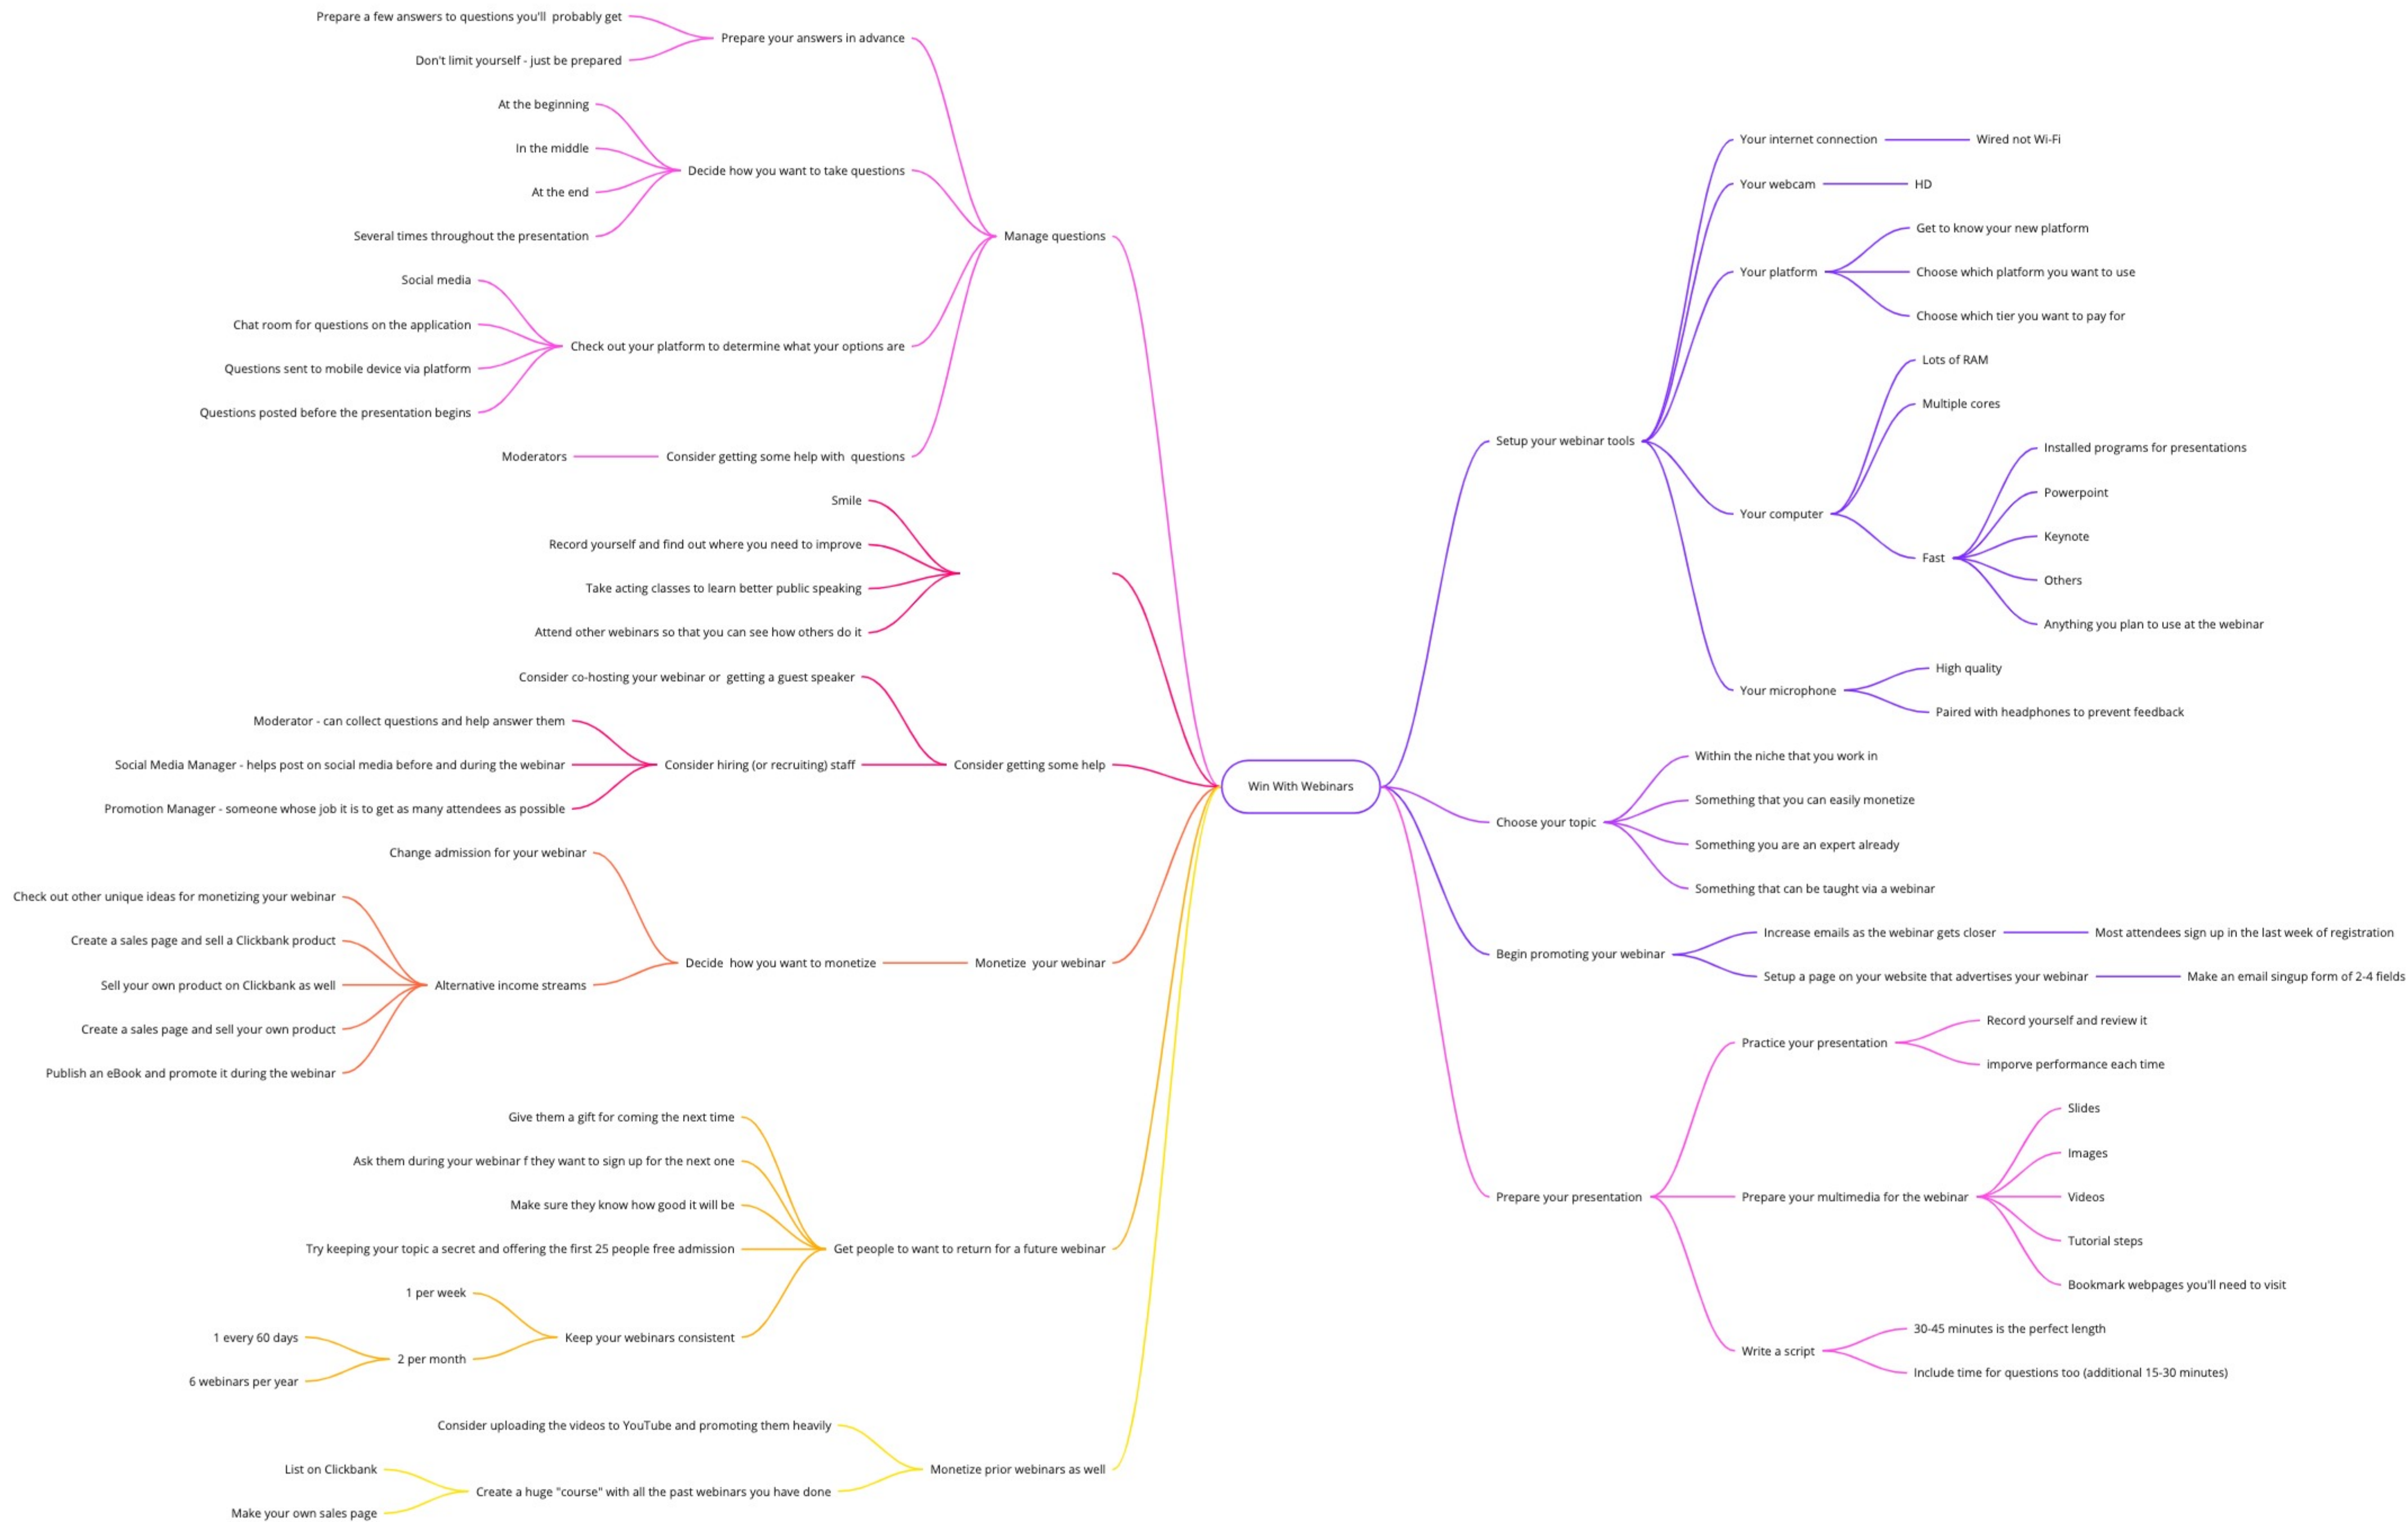 Win With Webinars
Manage questions
Prepare your answers in advance
Prepare a few answers to questions you'll  probably get
Don't limit yourself - just be prepared
Decide how you want to take questions
At the beginning
In the middle
At the end
Several times throughout the presentation
Check out your platform to determine what your options are
Social media
Chat room for questions on the application
Questions sent to mobile device via platform
Questions posted before the presentation begins
Consider getting some help with  questions
Moderators
Smile
Record yourself and find out where you need to improve
Take acting classes to learn better public speaking
Attend other webinars so that you can see how others do it
Consider getting some help
Consider co-hosting your webinar or  getting a guest speaker
Consider hiring (or recruiting) staff
Moderator - can collect questions and help answer them
Social Media Manager - helps post on social media before and during the webinar
Promotion Manager - someone whose job it is to get as many attendees as possible
Monetize  your webinar
Decide  how you want to monetize
Change admission for your webinar
Alternative income streams
Check out other unique ideas for monetizing your webinar
Create a sales page and sell a Clickbank product
Sell your own product on Clickbank as well
Create a sales page and sell your own product
Publish an eBook and promote it during the webinar
Get people to want to return for a future webinar
Give them a gift for coming the next time
Ask them during your webinar f they want to sign up for the next one
Make sure they know how good it will be
Try keeping your topic a secret and offering the first 25 people free admission
Keep your webinars consistent
1 per week
2 per month
1 every 60 days
6 webinars per year
Monetize prior webinars as well
Consider uploading the videos to YouTube and promoting them heavily
Create a huge "course" with all the past webinars you have done
List on Clickbank
Make your own sales page
Setup your webinar tools
Your internet connection
Wired not Wi-Fi
Your webcam
HD
Your platform
Get to know your new platform
Choose which platform you want to use
Choose which tier you want to pay for
Your computer
Lots of RAM
Multiple cores
Fast
Installed programs for presentations
Powerpoint
Keynote
Others
Anything you plan to use at the webinar
Your microphone
High quality
Paired with headphones to prevent feedback
Choose your topic
Within the niche that you work in
Something that you can easily monetize
Something you are an expert already
Something that can be taught via a webinar
Begin promoting your webinar
Increase emails as the webinar gets closer
Most attendees sign up in the last week of registration
Setup a page on your website that advertises your webinar
Make an email singup form of 2-4 fields
Prepare your presentation
Practice your presentation
Record yourself and review it
imporve performance each time
Prepare your multimedia for the webinar
Slides
Images
Videos
Tutorial steps
Bookmark webpages you'll need to visit
Write a script
30-45 minutes is the perfect length
Include time for questions too (additional 15-30 minutes)